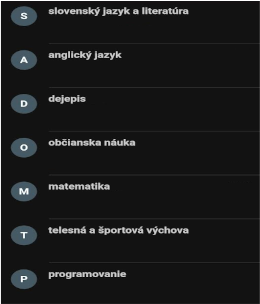 S slovenský jazyk a literatúra
A anglický jazyk
D dejepis
O občianska náuka
M matematika
T telesná a športová výchova
P programovanie